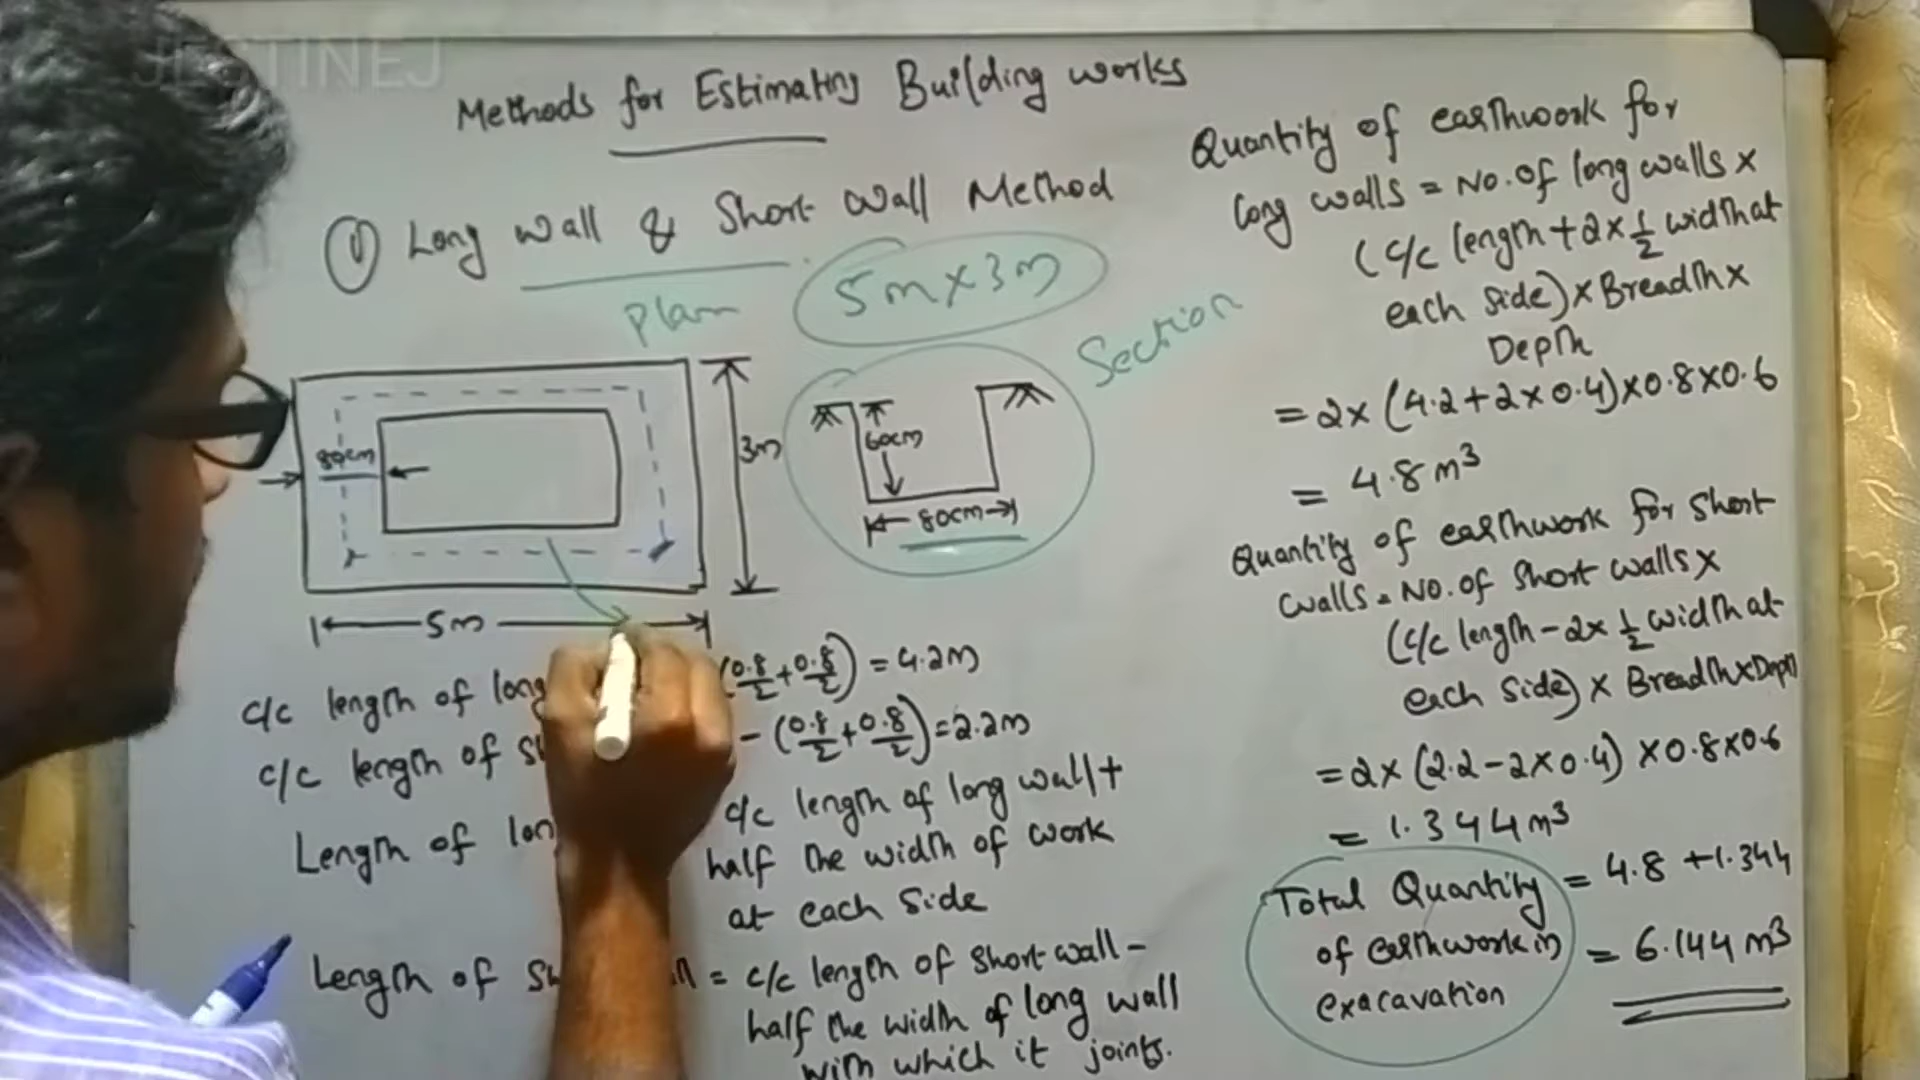 JESTINEJ
Methods for Estimating Building works
① Long wall & Short wall Method
Plan
5m x 3m
Section
80cm
3m
60cm
80cm
5m
c/c length of long (0.8/2 + 0.8/2) = 4.2m
c/c length of - (0.8/2 + 0.8/2) = 2.2m
Length of c/c length of long wall +
half the width of work
at each side
Length of = c/c length of short wall -
half the width of long wall
with which it joints.
Quantity of earthwork for
long walls = No. of long walls x
(c/c length + 2 x 1/2 width at
each side) x Breadth x
Depth
= 2 x (4.2 + 2 x 0.4) x 0.8 x 0.6
= 4.8 m³
Quantity of earthwork for short
walls = No. of short walls x
(c/c length - 2 x 1/2 width at
each side) x Breadth x Depth
= 2 x (2.2 - 2 x 0.4) x 0.8 x 0.6
= 1.344 m³
Total Quantity = 4.8 + 1.344
of earthwork in = 6.144 m³
exacavation